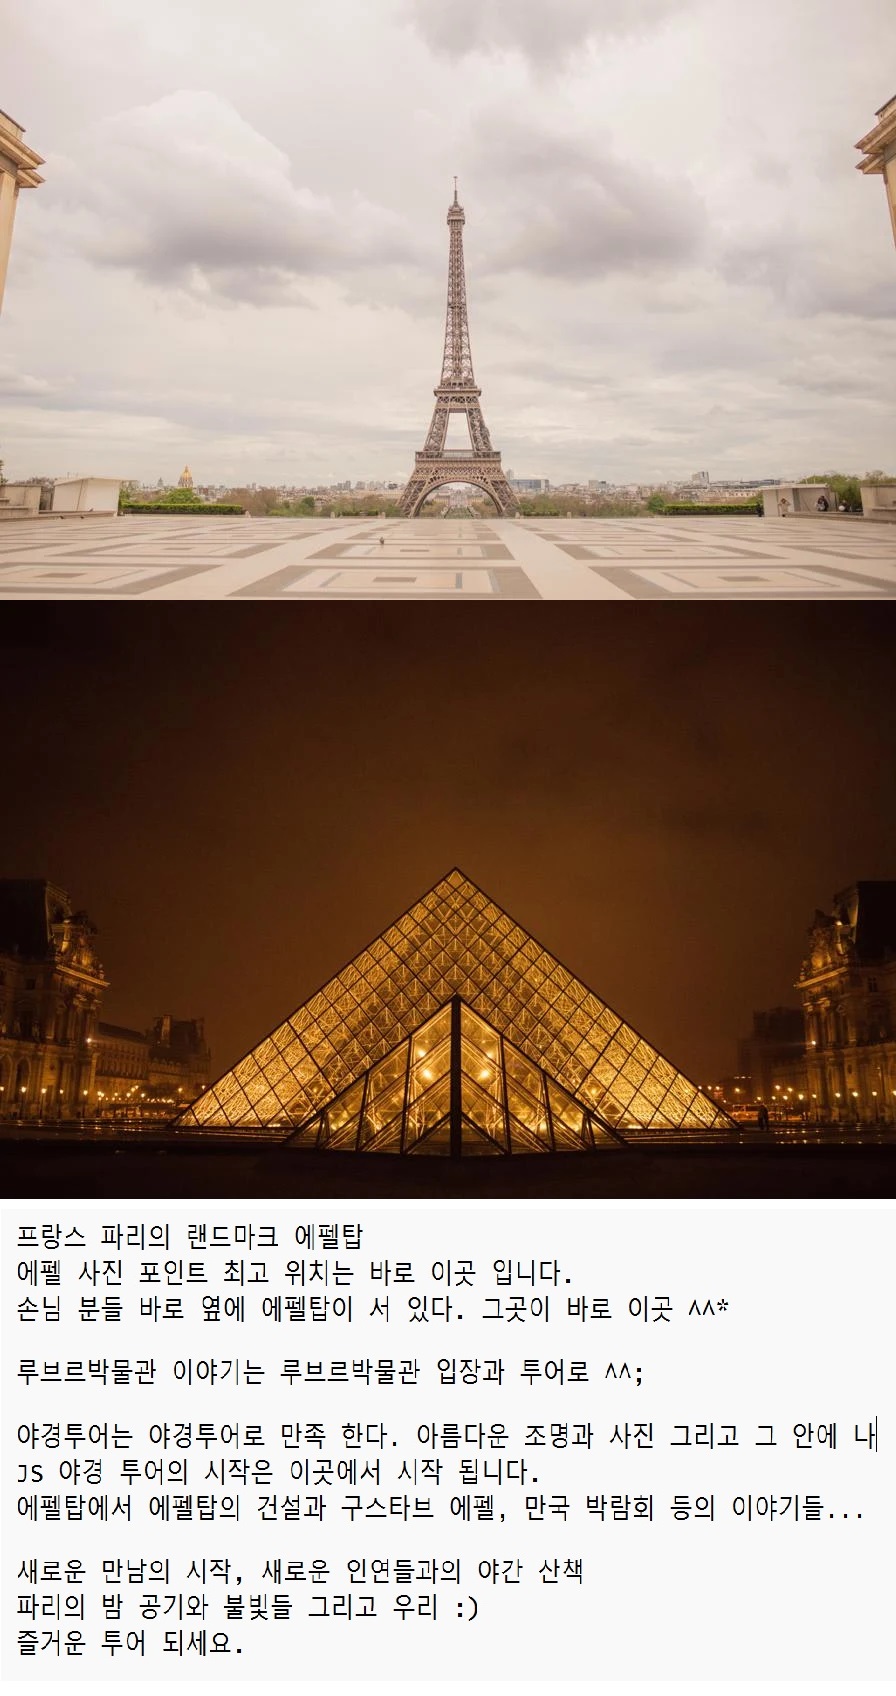 프랑스 파리의 랜드마크 에펠탑
에펠 사진 포인트 최고 위치는 바로 이곳 입니다.
손님 분들 바로 옆에 에펠탑이 서 있다. 그곳이 바로 이곳 ^^*
루브르박물관 이야기는 루브르박물관 입장과 투어로 ^^;
야경투어는 야경투어로 만족 한다. 아름다운 조명과 사진 그리고 그 안에 나
JS 야경 투어의 시작은 이곳에서 시작 됩니다.
에펠탑에서 에펠탑의 건설과 구스타브 에펠, 만국 박람회 등의 이야기들...
새로운 만남의 시작, 새로운 인연들과의 야간 산책
파리의 밤 공기와 불빛들 그리고 우리 :)
즐거운 투어 되세요.